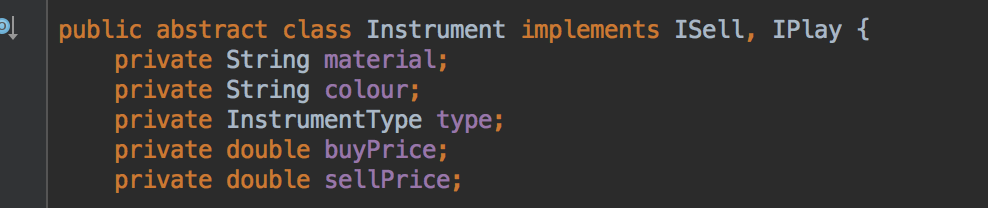 public abstract class Instrument implements ISell, IPlay {
private String material;
private String colour;
private InstrumentType type;
private double buyPrice;
private double sellPrice;